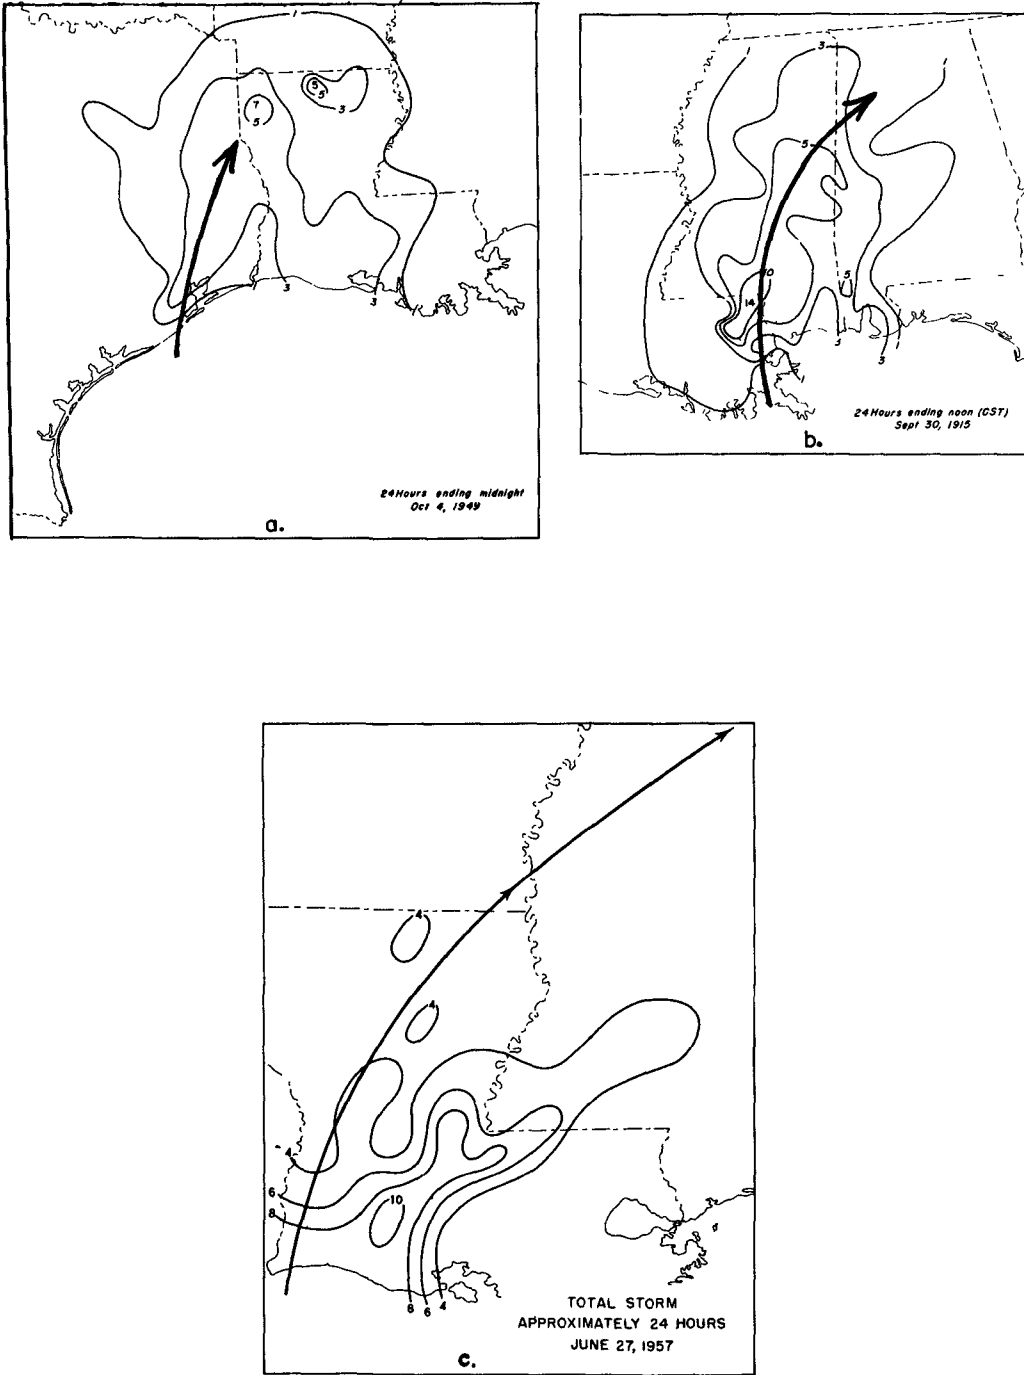 1
5
5
3
7
5
3
3
24 Hours ending midnight
Oct 4, 1949
a.
3
5
10
14
5
3
3
24 Hours ending noon (CST)
Sept 30, 1915
b.
4
4
4
6
8
10
8
6
4
TOTAL STORM
APPROXIMATELY 24 HOURS
JUNE 27, 1957
c.